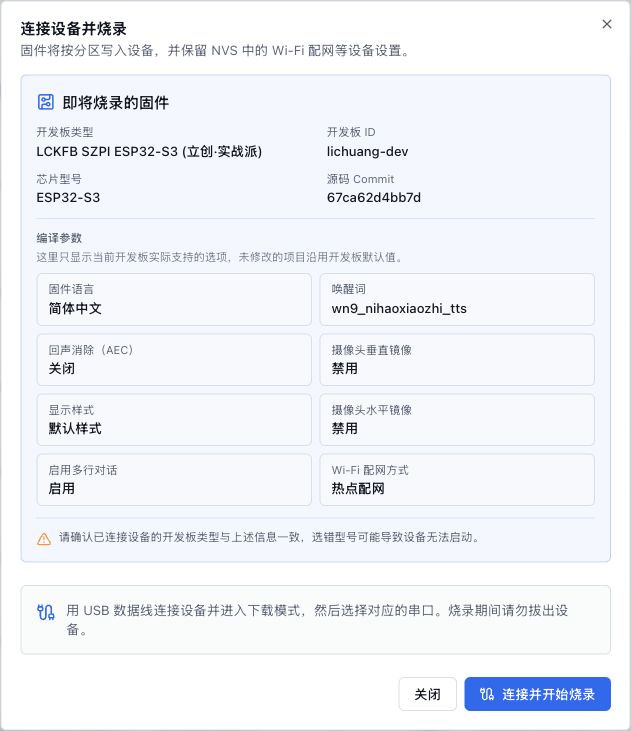 连接设备并烧录
固件将按分区写入设备，并保留 NVS 中的 Wi-Fi 配网等设备设置。
即将烧录的固件
开发板类型
LCKFB SZPI ESP32-S3 (立创·实战派)
开发板 ID
lichuang-dev
芯片型号
ESP32-S3
源码 Commit
67ca62d4bb7d
编译参数
这里只显示当前开发板实际支持的选项，未修改的项目沿用开发板默认值。
固件语言
简体中文
唤醒词
wn9_nihaoxiaozhi_tts
回声消除（AEC）
关闭
摄像头垂直镜像
禁用
显示样式
默认样式
摄像头水平镜像
禁用
启用多行对话
启用
Wi-Fi 配网方式
热点配网
请确认已连接设备的开发板类型与上述信息一致，选错型号可能导致设备无法启动。
用 USB 数据线连接设备并进入下载模式，然后选择对应的串口。烧录期间请勿拔出设
备。
关闭
连接并开始烧录